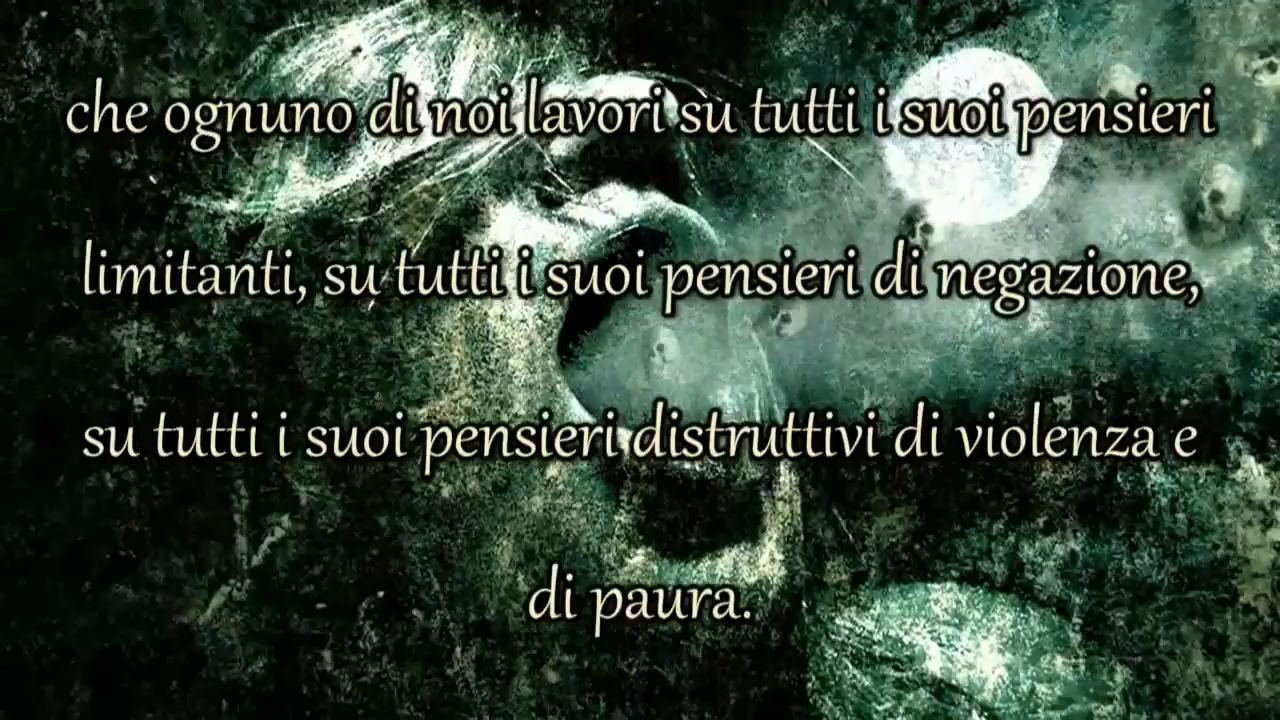 che ognuno di noi lavori su tutti i suoi pensieri
limitanti, su tutti i suoi pensieri di negazione,
su tutti i suoi pensieri distruttivi di violenza e
di paura.